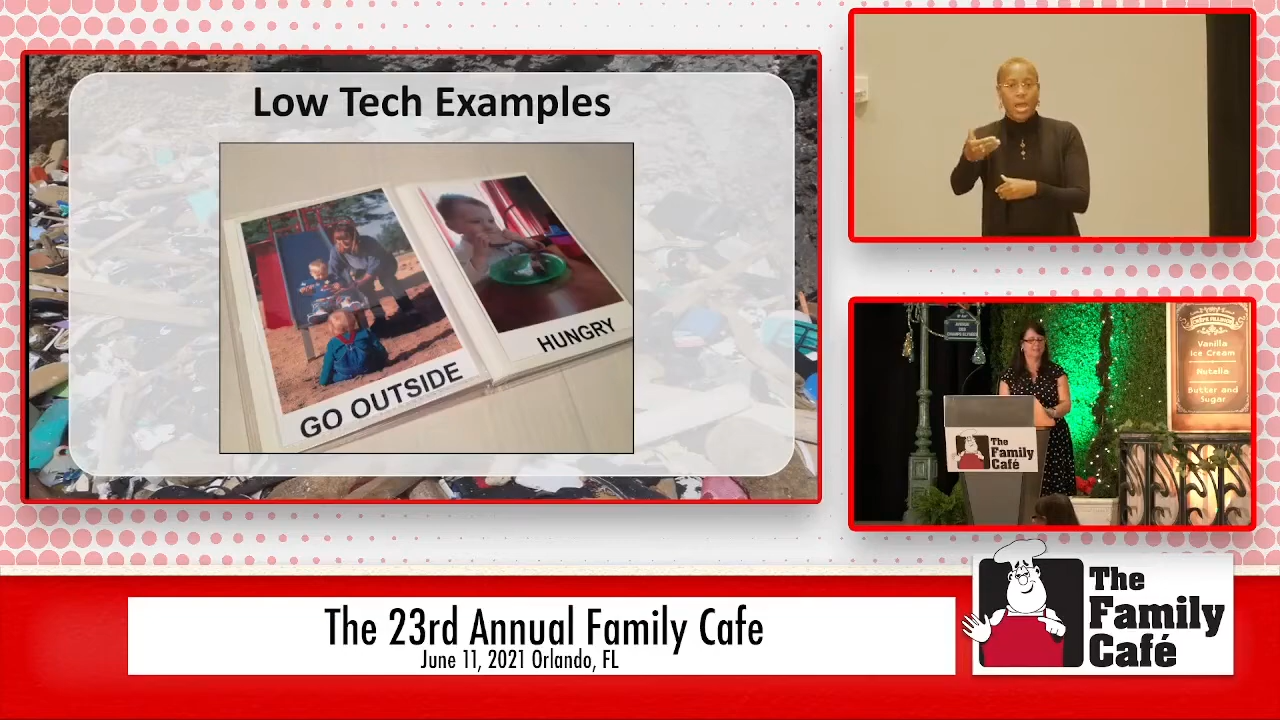 Low Tech Examples
GO OUTSIDE
HUNGRY
Vanilla
Ice Cream
Nutella
Butter and
Sugar
The
Family
Café
The 23rd Annual Family Cafe
June 11, 2021 Orlando, FL
The
Family
Café